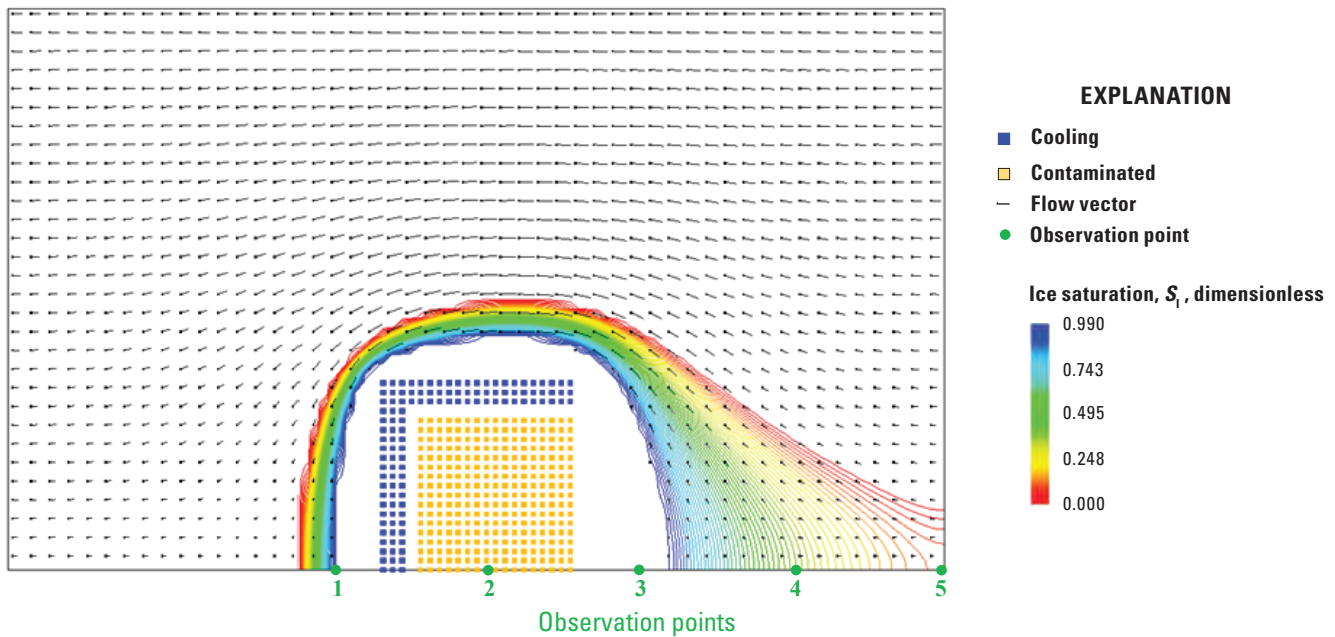 EXPLANATION
Cooling
Contaminated
Flow vector
Observation point
Ice saturation, Sı , dimensionless
0.990
0.743
0.495
0.248
0.000
1 2 3 4 5
Observation points